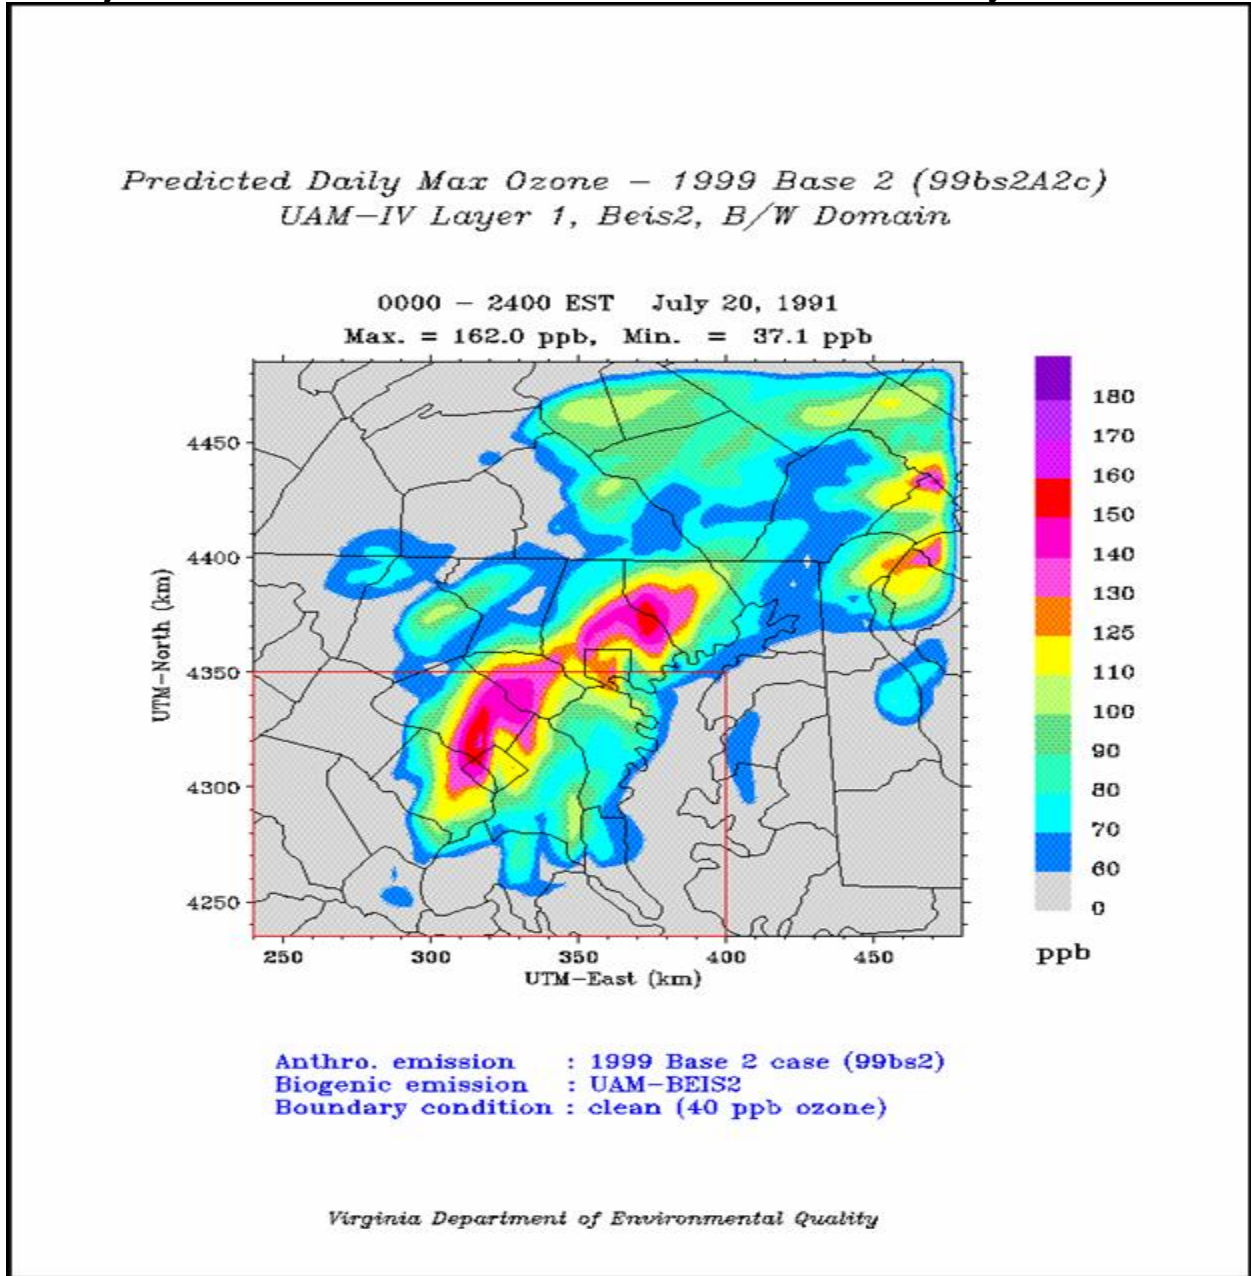 Predicted Daily Max Ozone – 1999 Base 2 (99bs2A2c)
UAM–IV Layer 1, Beis2, B/W Domain
0000 – 2400 EST July 20, 1991
Max. = 162.0 ppb, Min. = 37.1 ppb
180
170
160
150
140
130
125
110
100
90
80
70
60
0
ppb
4450
4400
4350
4300
4250
UTM–North (km)
250 300 350 400 450
UTM–East (km)
Anthro. emission : 1999 Base 2 case (99bs2)
Biogenic emission : UAM–BEIS2
Boundary condition : clean (40 ppb ozone)
Virginia Department of Environmental Quality